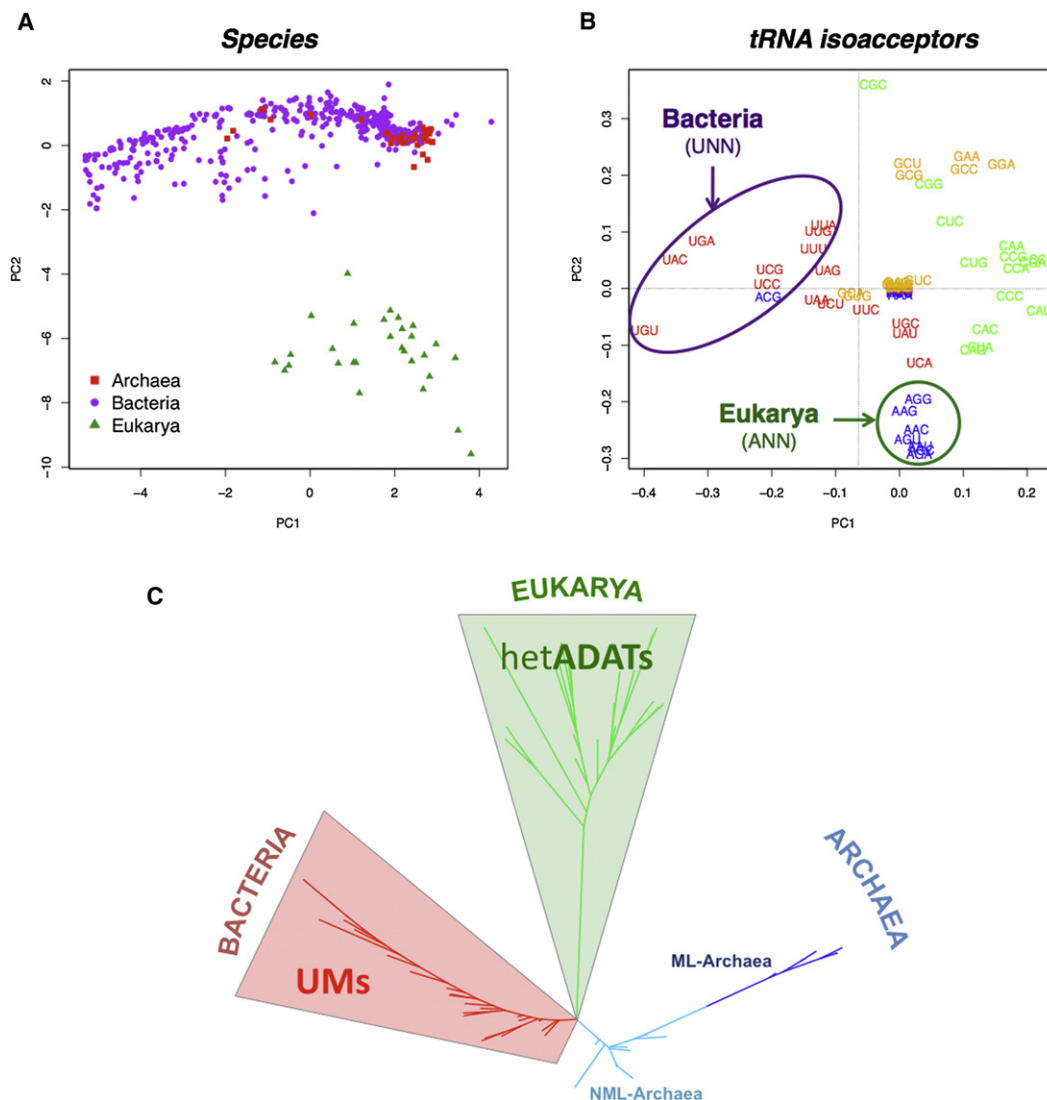 A
Species
2
0
−2
−4
−6
−8
−10
PC2
−4
−2
0
2
4
PC1
Archaea
Bacteria
Eukarya
B
tRNA isoacceptors
0.3
0.2
0.1
0.0
−0.1
−0.2
−0.3
PC2
−0.4
−0.3
−0.2
−0.1
0.0
0.1
0.2
PC1
Bacteria
(UNN)
Eukarya
(ANN)
CGC
GCU
GCG
GAA
GCC
GGA
CGG
CUC
UUA
UUG
UUU
UGA
UAC
UCG
UCC
ACG
UAG
UAA
UCU
UUC
UGU
GUG
GUC
CAA
CCG
CCA
CUG
CCC
CAU
UGC
UAU
CAC
UCA
AGG
AAG
AAC
AGU
AGA
C
EUKARYA
hetADATs
BACTERIA
UMs
ARCHAEA
ML-Archaea
NML-Archaea